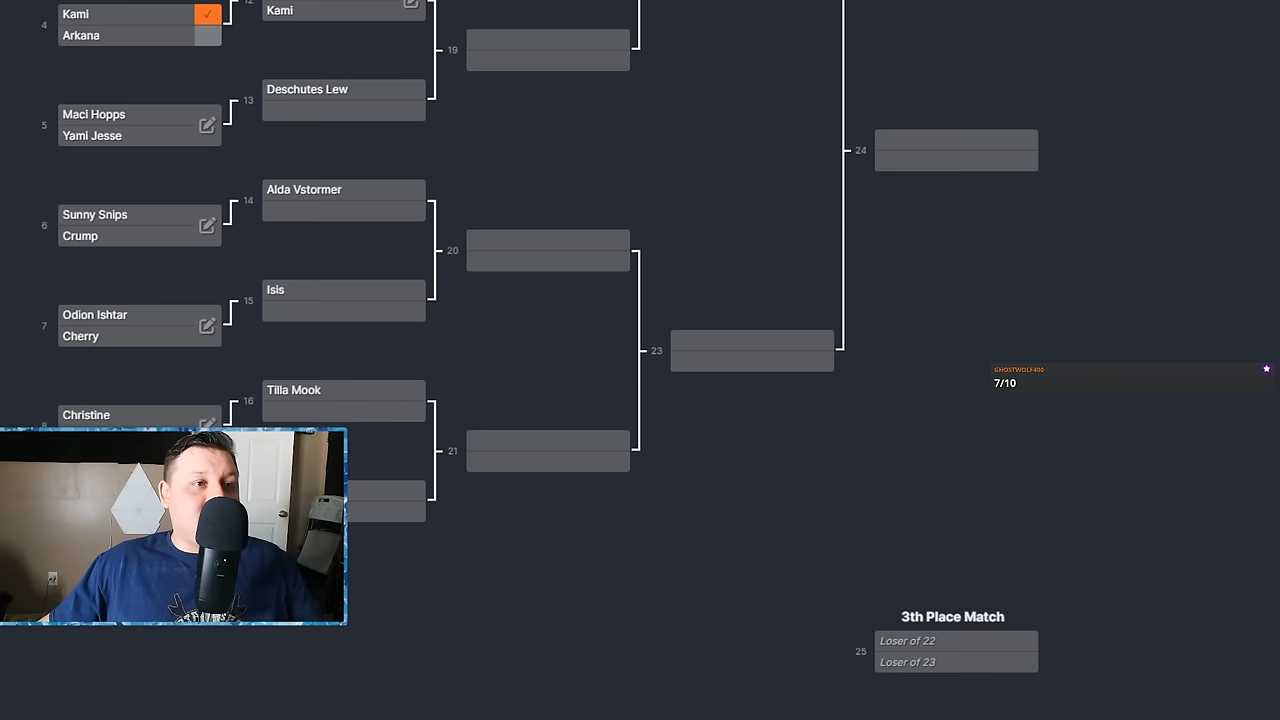 4
Kami
Arkana
12
Kami
19
5
Maci Hopps
Yami Jesse
13
Deschutes Lew
24
6
Sunny Snips
Crump
14
Alda Vstormer
20
7
Odion Ishtar
Cherry
15
Isis
23
GHOSTWOLF400
7/10
Christine
16
Tilla Mook
21
3th Place Match
25
Loser of 22
Loser of 23